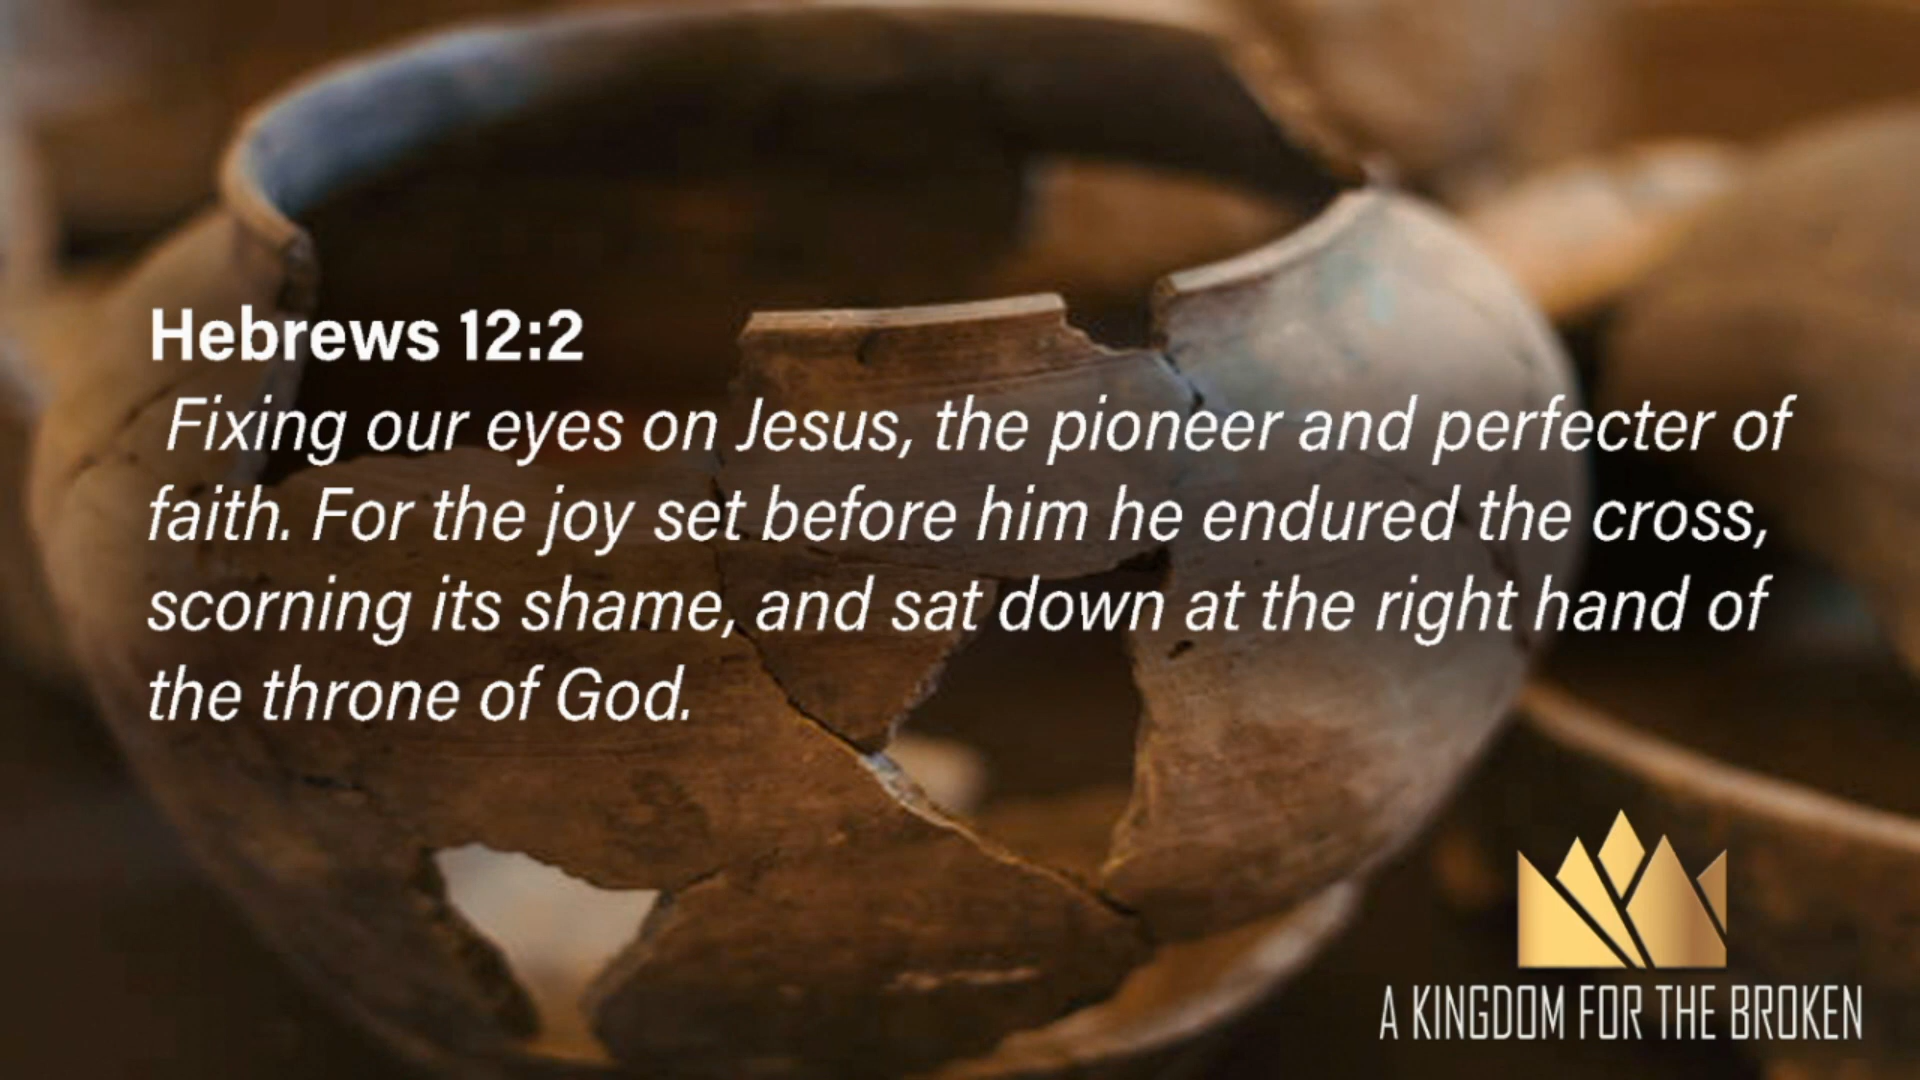 Hebrews 12:2
Fixing our eyes on Jesus, the pioneer and perfecter of
faith. For the joy set before him he endured the cross,
scorning its shame, and sat down at the right hand of
the throne of God.
A KINGDOM FOR THE BROKEN